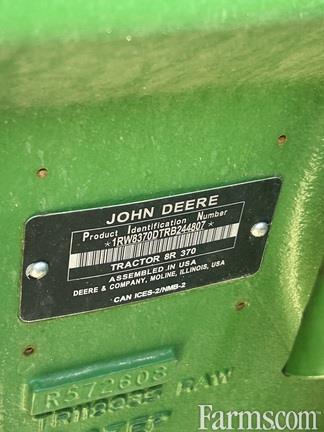 JOHN DEERE
Product Identification Number
*1RW8370DTRB244807*
TRACTOR 8R 370
ASSEMBLED IN USA
DEERE & COMPANY, MOLINE, ILLINOIS, USA
CAN ICES-2/NMB-2
R572608
RAW
Farms.com